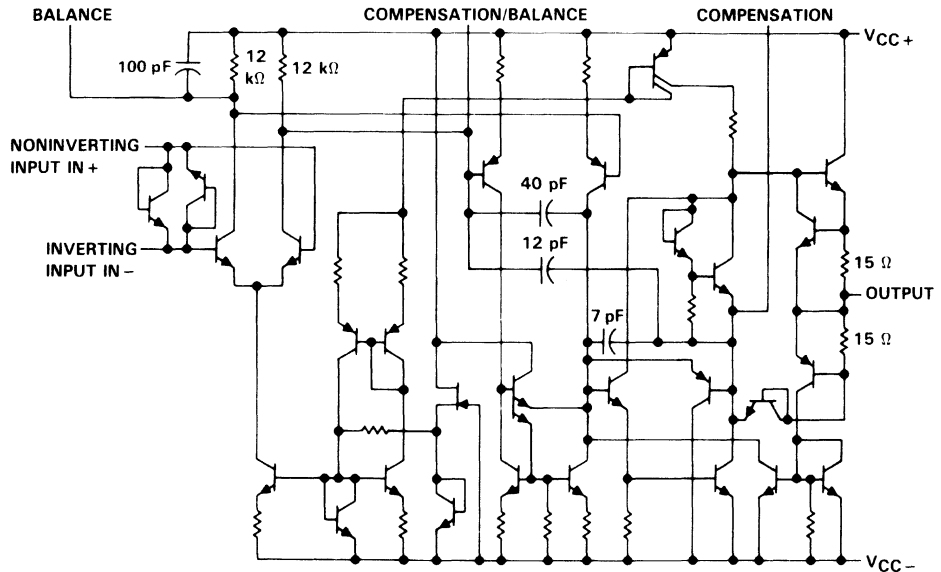 BALANCE
COMPENSATION/BALANCE
COMPENSATION
VCC+
100 pF
12
kΩ
12 kΩ
NONINVERTING
INPUT IN+
40 pF
12 pF
INVERTING
INPUT IN-
15 Ω
OUTPUT
7 pF
15 Ω
VCC-